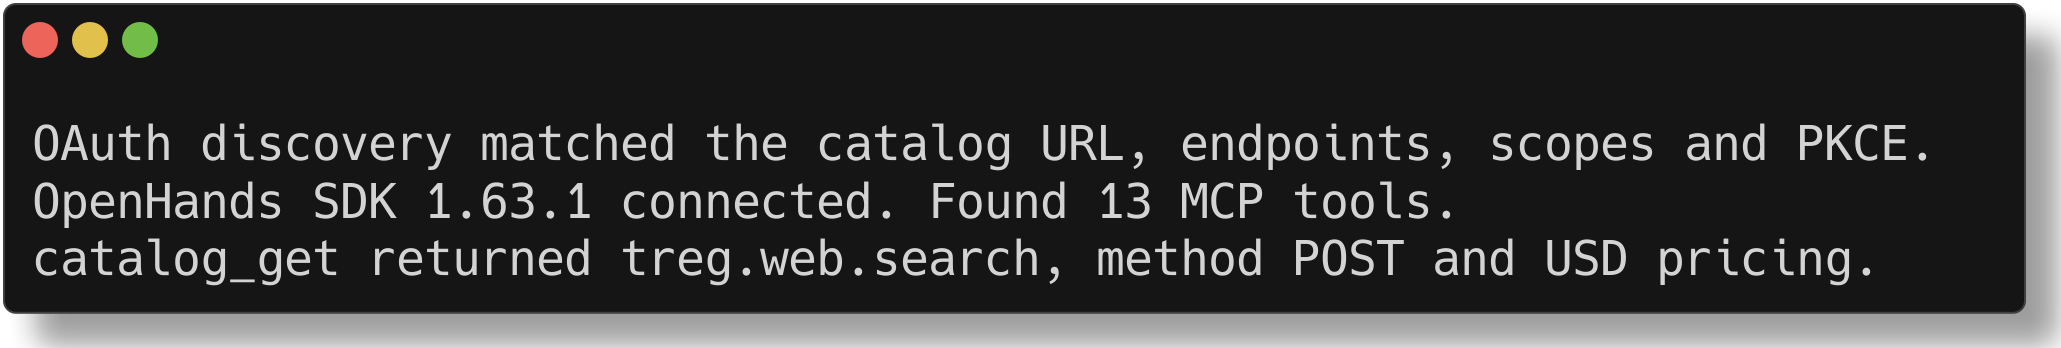 OAuth discovery matched the catalog URL, endpoints, scopes and PKCE.
OpenHands SDK 1.63.1 connected. Found 13 MCP tools.
catalog_get returned treg.web.search, method POST and USD pricing.